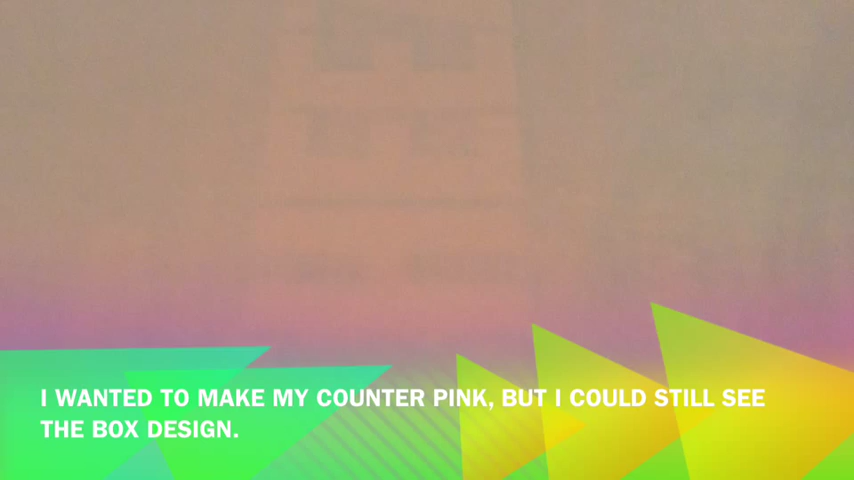 I WANTED TO MAKE MY COUNTER PINK, BUT I COULD STILL SEE
THE BOX DESIGN.